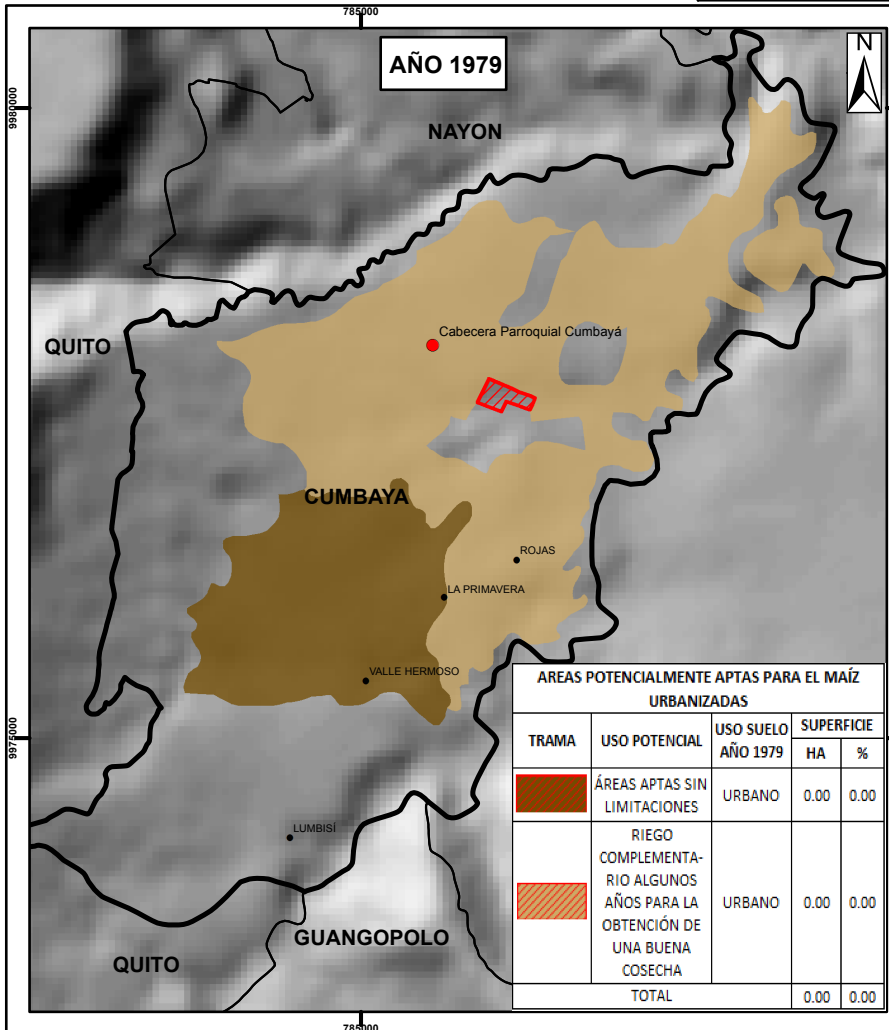 785000
AÑO 1979
N
9980000
NAYON
Cabecera Parroquial Cumbayá
QUITO
CUMBAYA
ROJAS
LA PRIMAVERA
VALLE HERMOSO
9975000
LUMBISÍ
GUANGOPOLO
QUITO
785000
AREAS POTENCIALMENTE APTAS PARA EL MAÍZ
URBANIZADAS
TRAMA
USO POTENCIAL
USO SUELO
AÑO 1979
SUPERFICIE
HA
%
ÁREAS APTAS SIN
LIMITACIONES
URBANO
0.00
0.00
RIEGO
COMPLEMENTA-
RIO ALGUNOS
AÑOS PARA LA
OBTENCIÓN DE
UNA BUENA
COSECHA
URBANO
0.00
0.00
TOTAL
0.00
0.00